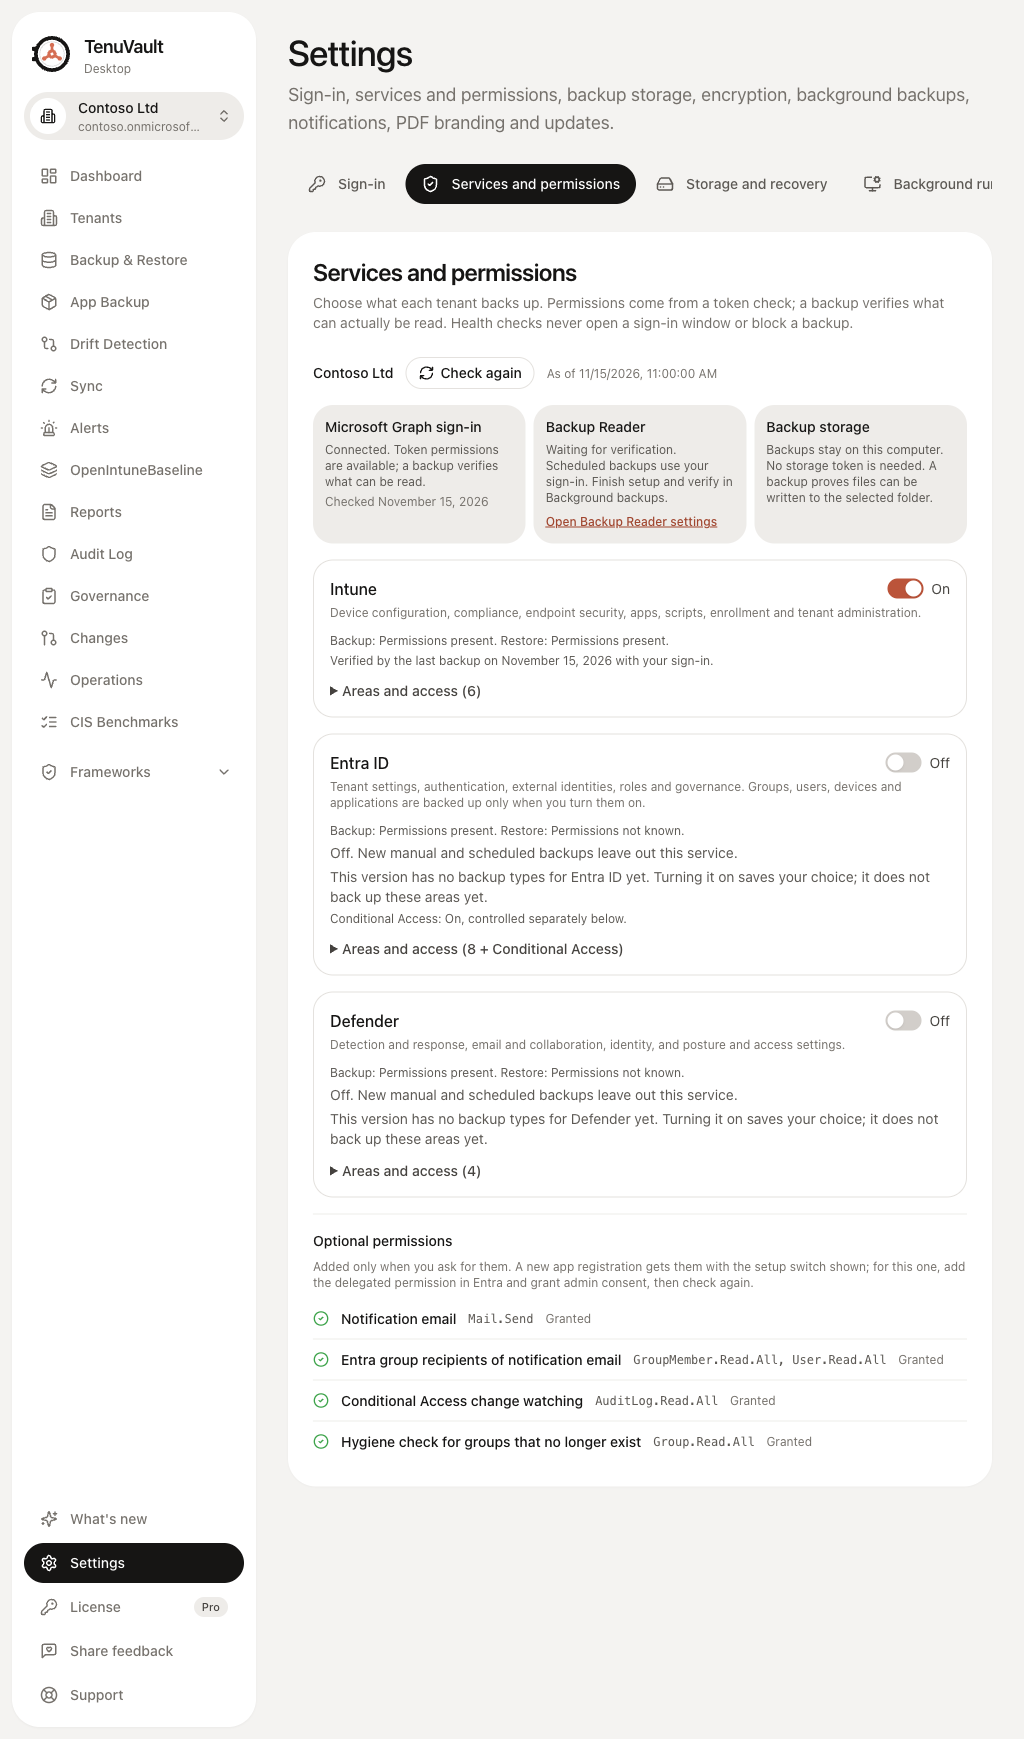 TenuVault
Desktop
Contoso Ltd
contoso.onmicrosof...
Dashboard
Tenants
Backup & Restore
App Backup
Drift Detection
Sync
Alerts
OpenIntuneBaseline
Reports
Audit Log
Governance
Changes
Operations
CIS Benchmarks
Frameworks
What's new
Settings
License
Pro
Share feedback
Support
Settings
Sign-in, services and permissions, backup storage, encryption, background backups,
notifications, PDF branding and updates.
Sign-in
Services and permissions
Storage and recovery
Background ru
Services and permissions
Choose what each tenant backs up. Permissions come from a token check; a backup verifies what
can actually be read. Health checks never open a sign-in window or block a backup.
Contoso Ltd
Check again
As of 11/15/2026, 11:00:00 AM
Microsoft Graph sign-in
Connected. Token permissions
are available; a backup verifies
what can be read.
Checked November 15, 2026
Backup Reader
Waiting for verification.
Scheduled backups use your
sign-in. Finish setup and verify in
Background backups.
Open Backup Reader settings
Backup storage
Backups stay on this computer.
No storage token is needed. A
backup proves files can be
written to the selected folder.
Intune
On
Device configuration, compliance, endpoint security, apps, scripts, enrollment and tenant administration.
Backup: Permissions present. Restore: Permissions present.
Verified by the last backup on November 15, 2026 with your sign-in.
Areas and access (6)
Entra ID
Off
Tenant settings, authentication, external identities, roles and governance. Groups, users, devices and
applications are backed up only when you turn them on.
Backup: Permissions present. Restore: Permissions not known.
Off. New manual and scheduled backups leave out this service.
This version has no backup types for Entra ID yet. Turning it on saves your choice; it does not
back up these areas yet.
Conditional Access: On, controlled separately below.
Areas and access (8 + Conditional Access)
Defender
Off
Detection and response, email and collaboration, identity, and posture and access settings.
Backup: Permissions present. Restore: Permissions not known.
Off. New manual and scheduled backups leave out this service.
This version has no backup types for Defender yet. Turning it on saves your choice; it does not
back up these areas yet.
Areas and access (4)
Optional permissions
Added only when you ask for them. A new app registration gets them with the setup switch shown; for this one, add
the delegated permission in Entra and grant admin consent, then check again.
Notification email Mail.Send Granted
Entra group recipients of notification email GroupMember.Read.All, User.Read.All Granted
Conditional Access change watching AuditLog.Read.All Granted
Hygiene check for groups that no longer exist Group.Read.All Granted